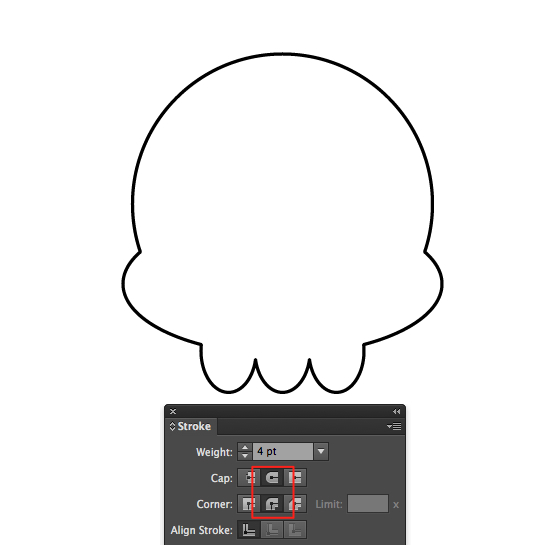 Stroke
Weight: 4 pt
Cap:
Corner: Limit: x
Align Stroke: